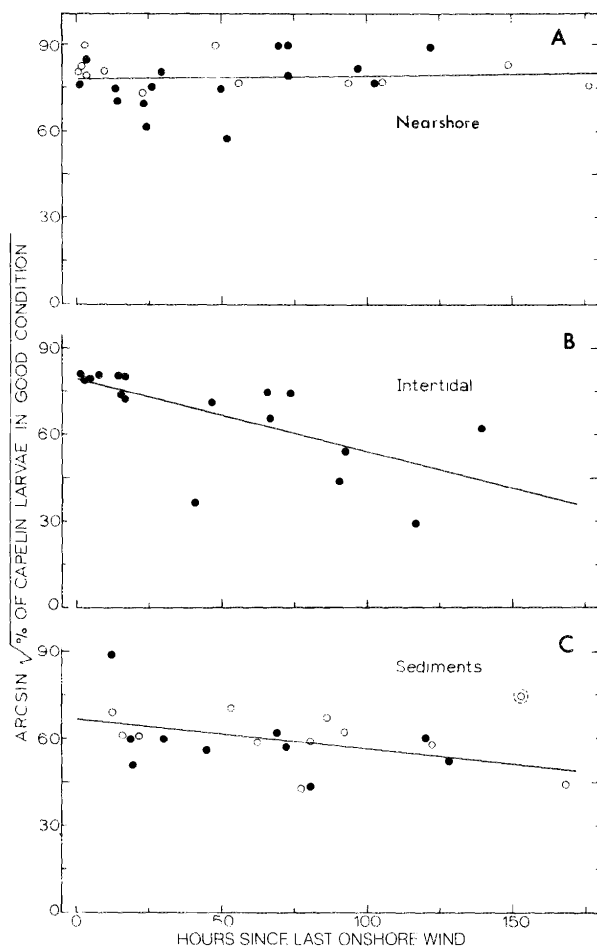 ARCSIN √% OF CAPELIN LARVAE IN GOOD CONDITION
A
90
60
30
0
Nearshore
B
90
60
30
0
Intertidal
C
90
60
30
0
Sediments
0 50 100 150
HOURS SINCE LAST ONSHORE WIND